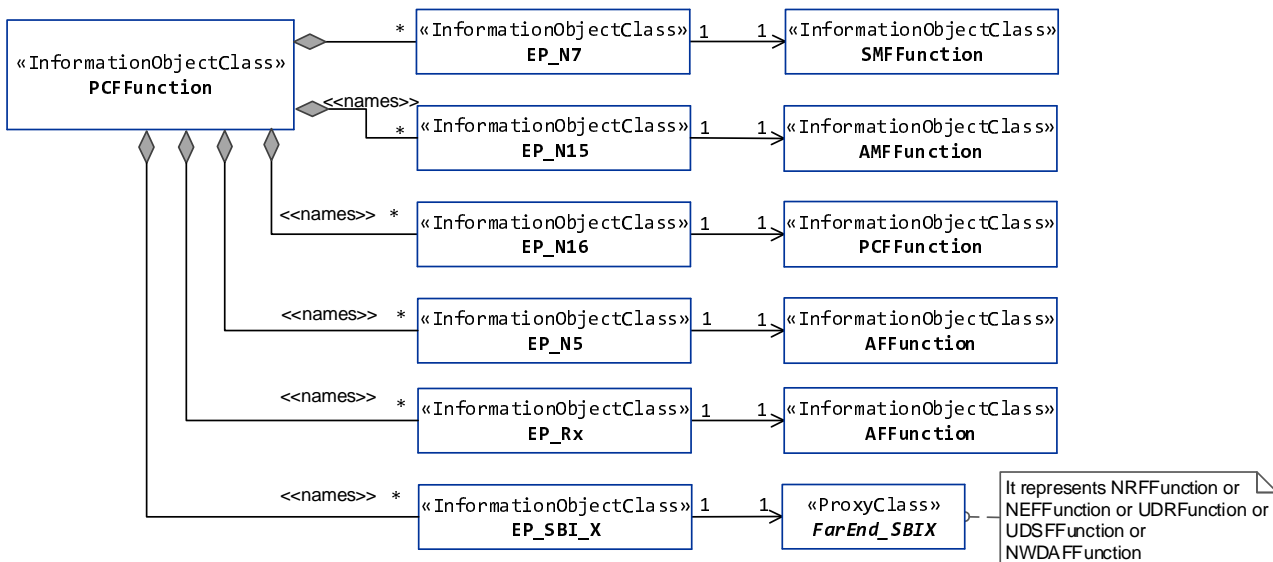 «InformationObjectClass»
PCFFunction
*
«InformationObjectClass»
EP_N7
1
1
«InformationObjectClass»
SMFFunction
<<names>>
*
«InformationObjectClass»
EP_N15
1
1
«InformationObjectClass»
AMFFunction
<<names>>
*
«InformationObjectClass»
EP_N16
1
1
«InformationObjectClass»
PCFFunction
<<names>>
*
«InformationObjectClass»
EP_N5
1
1
«InformationObjectClass»
AFFunction
<<names>>
*
«InformationObjectClass»
EP_Rx
1
1
«InformationObjectClass»
AFFunction
<<names>>
*
«InformationObjectClass»
EP_SBI_X
1
1
«ProxyClass»
FarEnd_SBIX
It represents NRFFunction or
NEFFunction or UDRFunction or
UDSFFunction or
NWDAFFunction